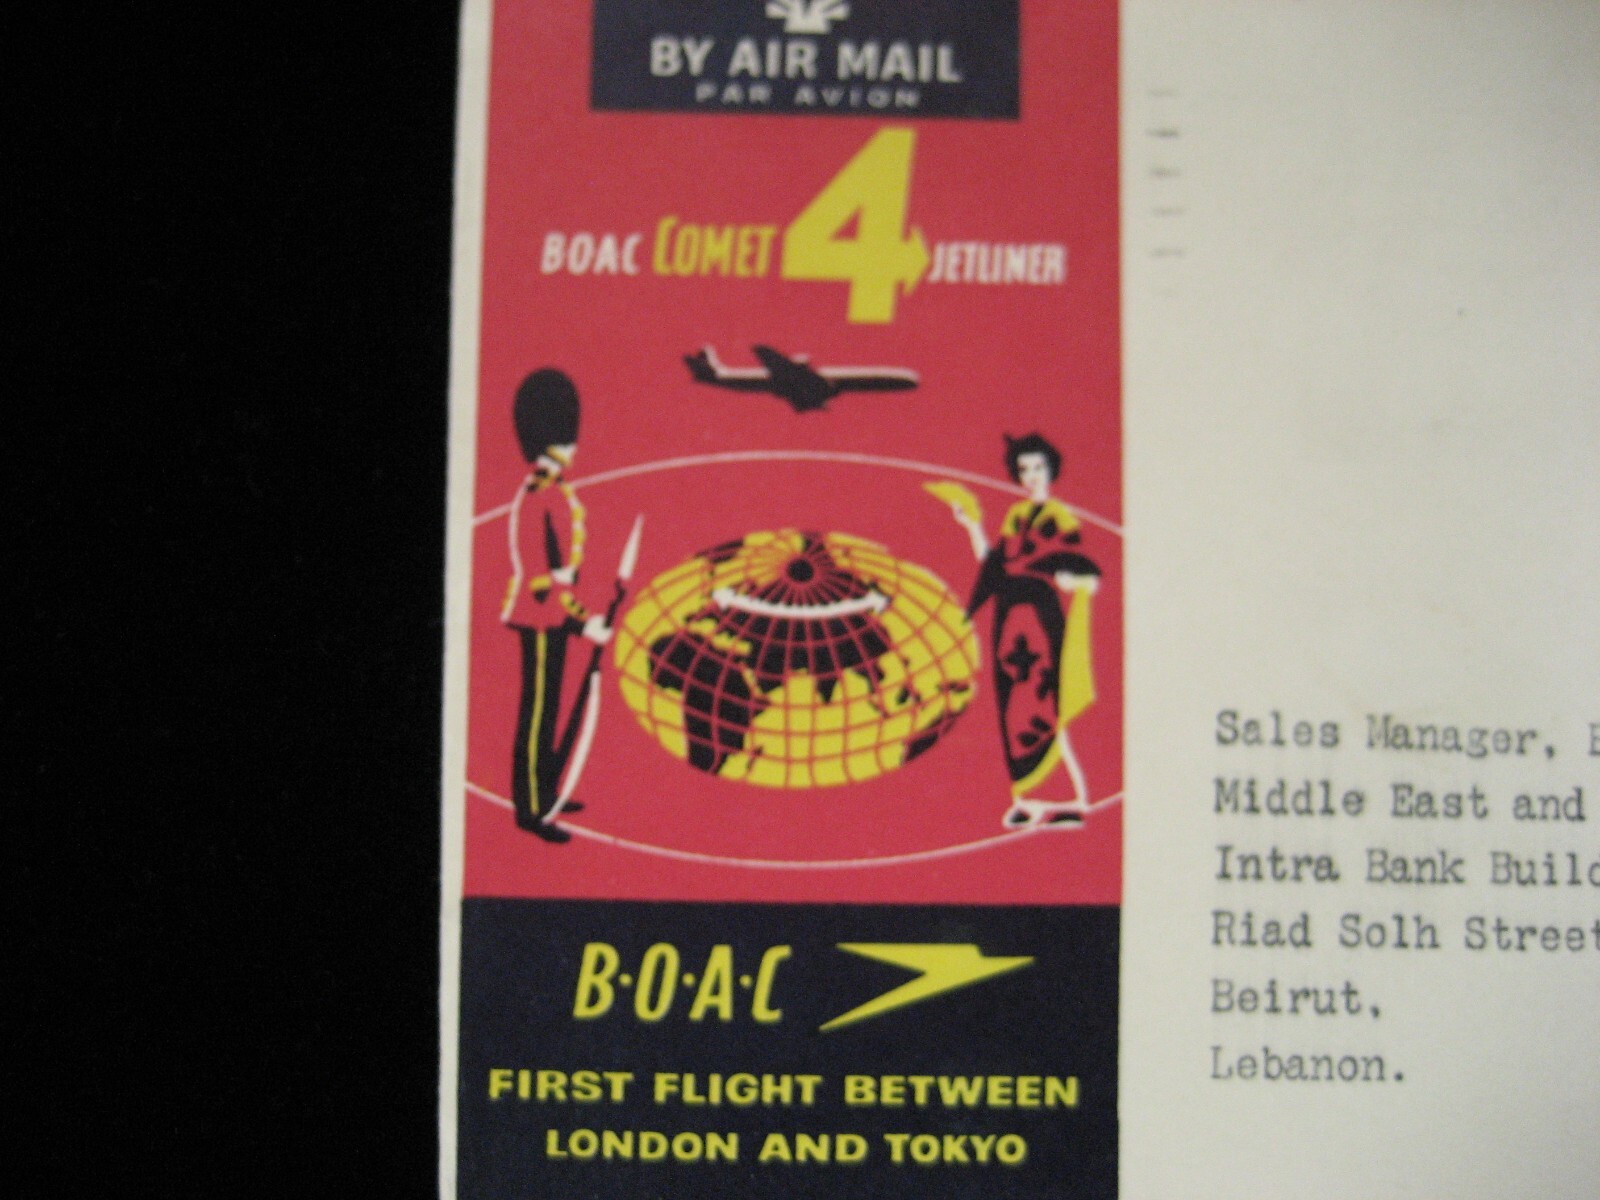 BY AIR MAIL
PAR AVION
BOAC COMET 4 JETLINER
B·O·A·C
FIRST FLIGHT BETWEEN
LONDON AND TOKYO
Sales Manager,
Middle East and
Intra Bank
Riad Solh Street
Beirut,
Lebanon.